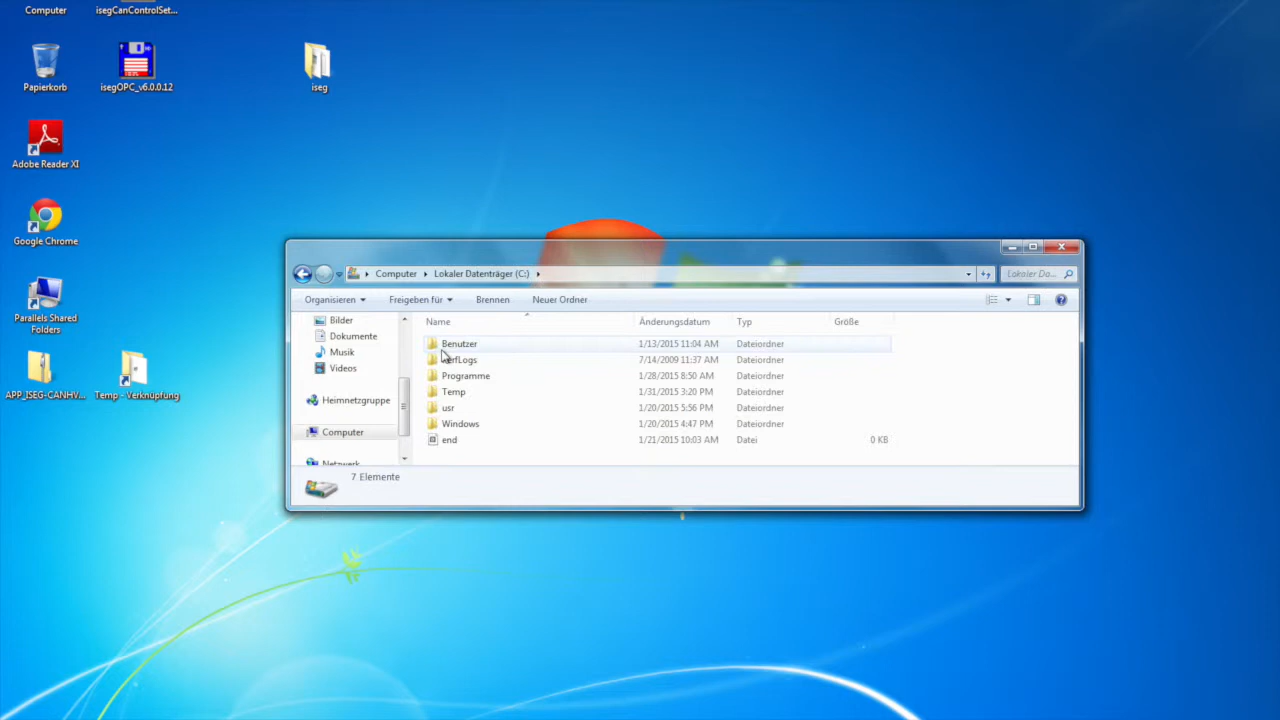 Computer
isegCanControlSet...
Papierkorb
isegOPC_v6.0.0.12
iseg
Adobe Reader XI
Google Chrome
Parallels Shared
Folders
APP_ISEG-CANHV...
Temp - Verknüpfung
Computer
Lokaler Datenträger (C:)
Lokaler Da...
Organisieren
Freigeben für
Brennen
Neuer Ordner
Bilder
Dokumente
Musik
Videos
Heimnetzgruppe
Computer
Netzwerk
Name Änderungsdatum Typ Größe
Benutzer 1/13/2015 11:04 AM Dateiordner
7/14/2009 11:37 AM Dateiordner
Programme 1/28/2015 8:50 AM Dateiordner
Temp 1/31/2015 3:20 PM Dateiordner
usr 1/20/2015 5:56 PM Dateiordner
Windows 1/20/2015 4:47 PM Dateiordner
end 1/21/2015 10:03 AM Datei 0 KB
7 Elemente